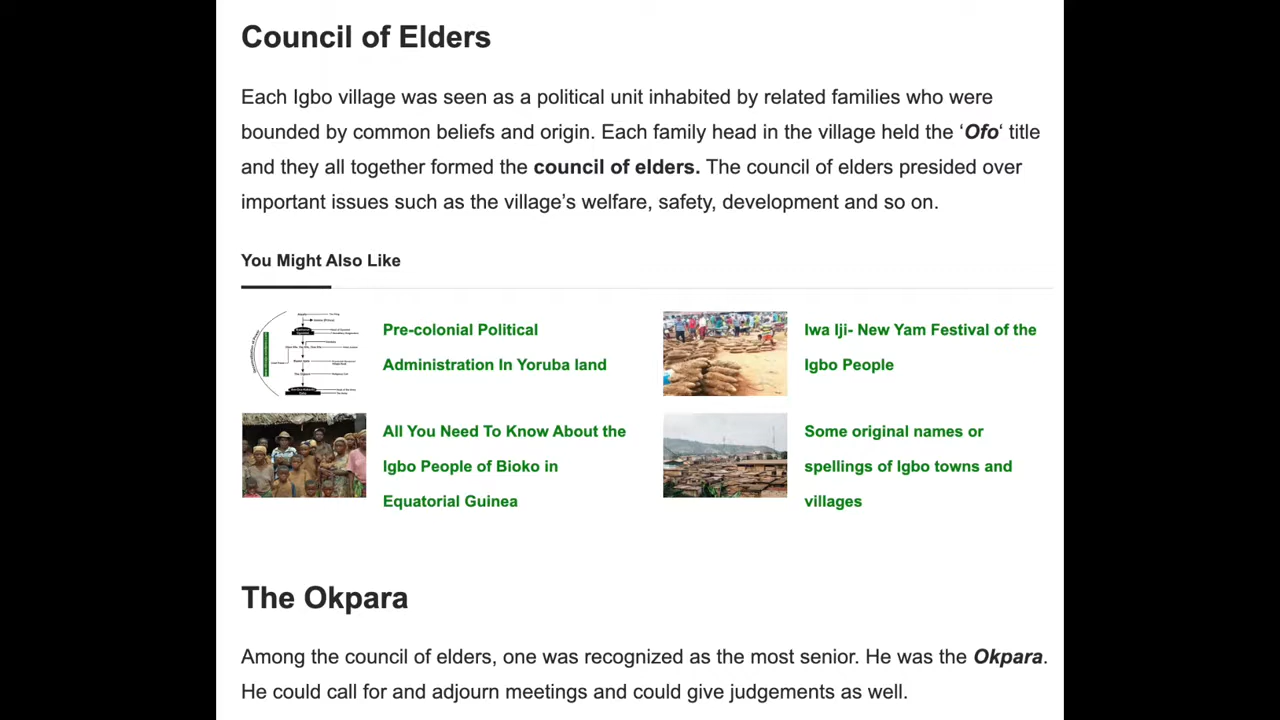 Council of Elders
Each Igbo village was seen as a political unit inhabited by related families who were
bounded by common beliefs and origin. Each family head in the village held the ‘Ofo‘ title
and they all together formed the council of elders. The council of elders presided over
important issues such as the village’s welfare, safety, development and so on.
You Might Also Like
Pre-colonial Political
Administration In Yoruba land
Iwa Iji- New Yam Festival of the
Igbo People
All You Need To Know About the
Igbo People of Bioko in
Equatorial Guinea
Some original names or
spellings of Igbo towns and
villages
The Okpara
Among the council of elders, one was recognized as the most senior. He was the Okpara.
He could call for and adjourn meetings and could give judgements as well.